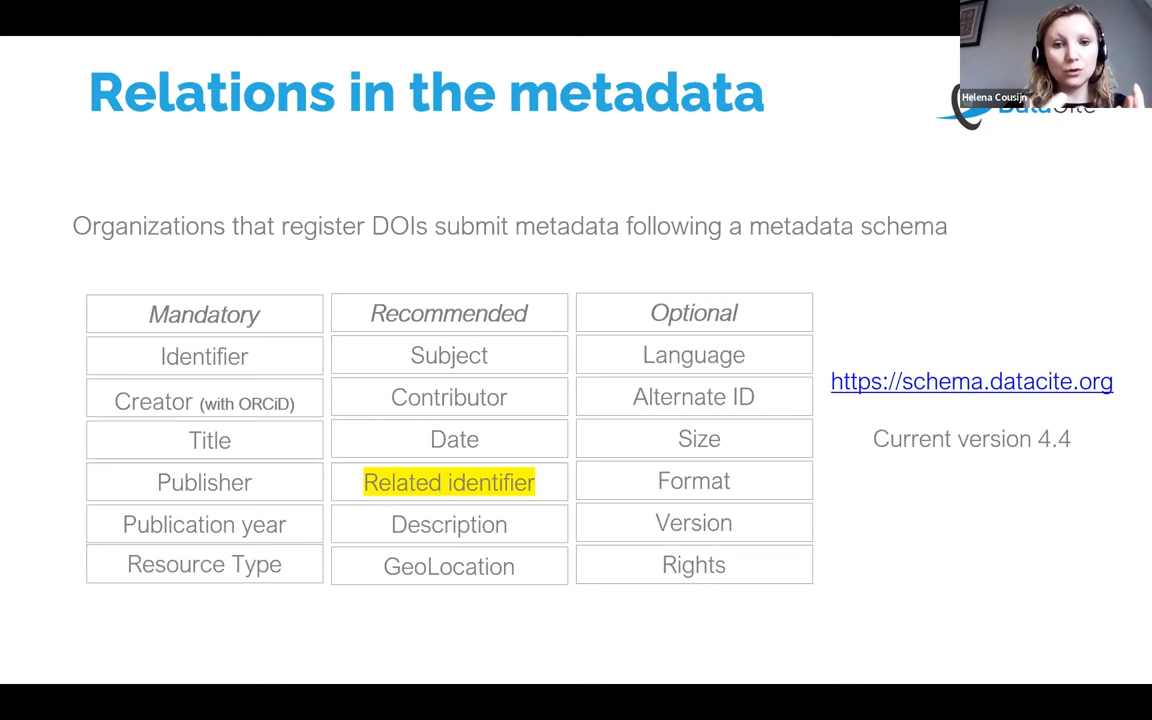 Relations in the metadata
Helena Cousijn
DataCite
Organizations that register DOIs submit metadata following a metadata schema
Mandatory Recommended Optional
Identifier Subject Language
Creator (with ORCiD) Contributor Alternate ID
Title Date Size
Publisher Related identifier Format
Publication year Description Version
Resource Type GeoLocation Rights
https://schema.datacite.org
Current version 4.4